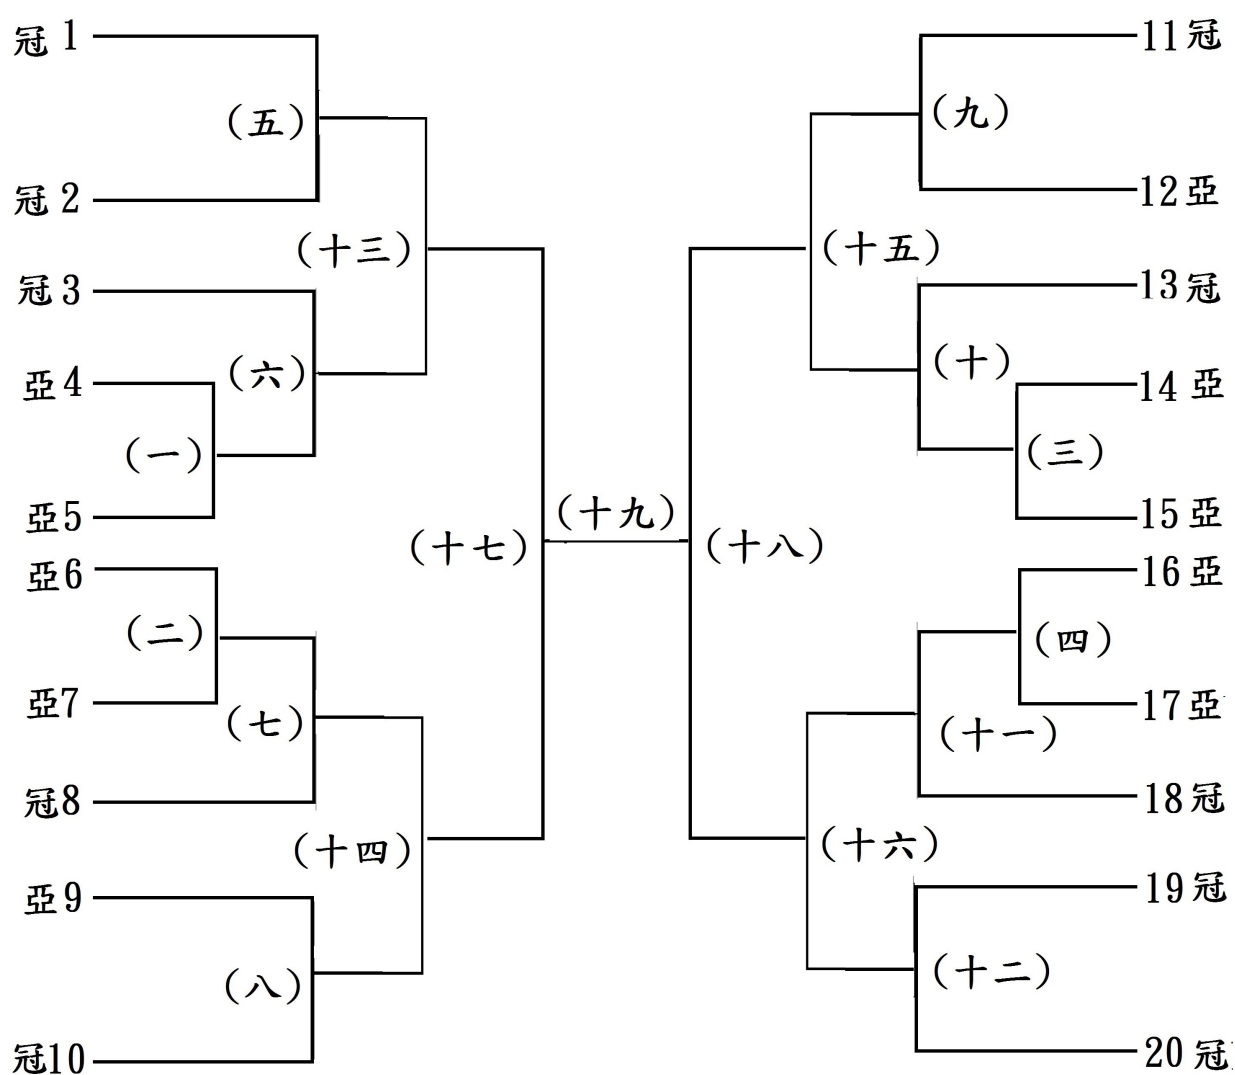 冠 1
(五)
冠 2
(十三)
冠 3
(六)
亞 4
(一)
亞 5
(十七)
亞 6
(二)
亞 7
(七)
冠 8
(十四)
亞 9
(八)
冠 10
(十九)
11 冠
(九)
12 亞
(十五)
13 冠
(十)
14 亞
(三)
15 亞
(十八)
16 亞
(四)
17 亞
(十一)
18 冠
(十六)
19 冠
(十二)
20 冠